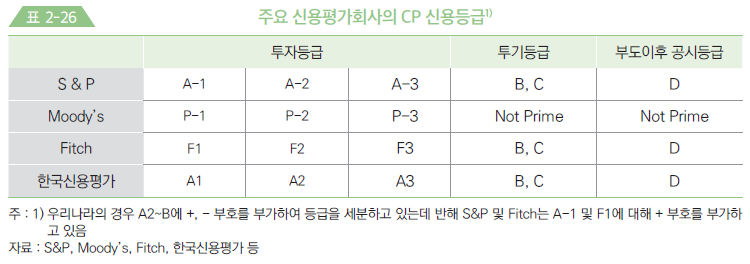 표 2-26 주요 신용평가회사의 CP 신용등급1)
투자등급 투기등급 부도이후 공시등급
S & P A-1 A-2 A-3 B, C D
Moody's P-1 P-2 P-3 Not Prime Not Prime
Fitch F1 F2 F3 B, C D
한국신용평가 A1 A2 A3 B, C D
주 : 1) 우리나라의 경우 A2~B에 +, - 부호를 부가하여 등급을 세분하고 있는데 반해 S&P 및 Fitch는 A-1 및 F1에 대해 + 부호를 부가하
고 있음
자료 : S&P, Moody's, Fitch, 한국신용평가 등